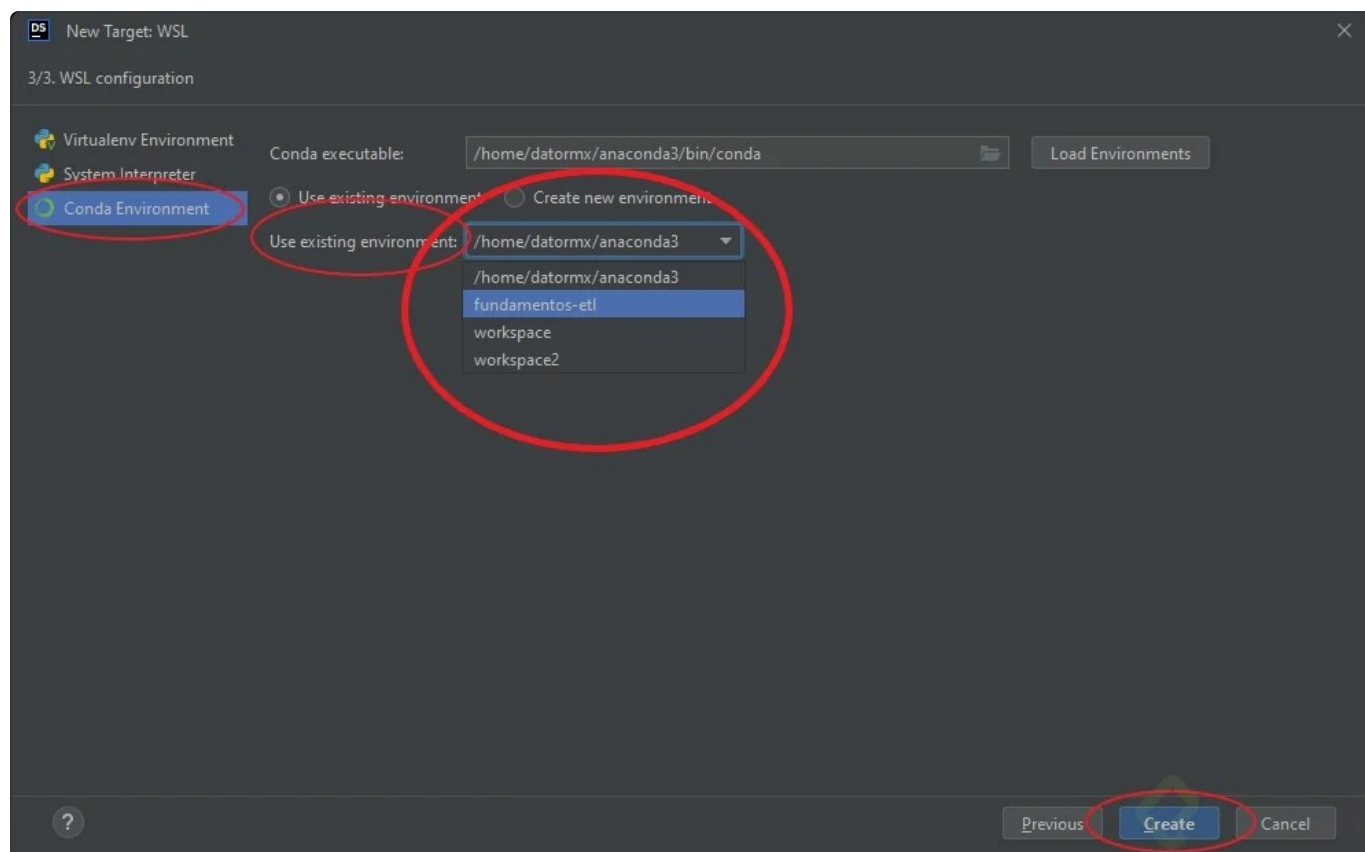 DS New Target: WSL
3/3. WSL configuration
Virtualenv Environment
System Interpreter
Conda Environment
Conda executable: /home/datormx/anaconda3/bin/conda Load Environments
Use existing environment Create new environment
Use existing environment: /home/datormx/anaconda3
/home/datormx/anaconda3
fundamentos-etl
workspace
workspace2
? Previous Create Cancel